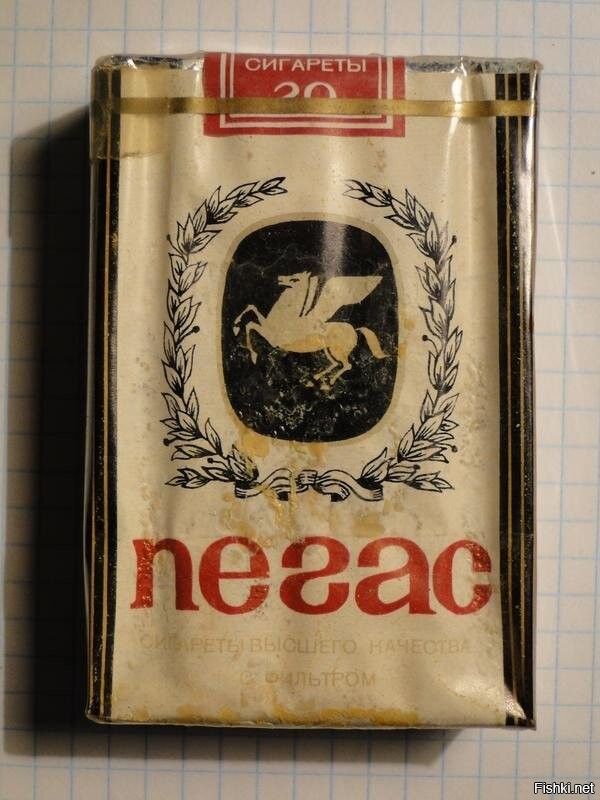 СИГАРЕТЫ
20
пегас
СИГАРЕТЫ ВЫСШЕГО КАЧЕСТВА
С ФИЛЬТРОМ
Fishki.net